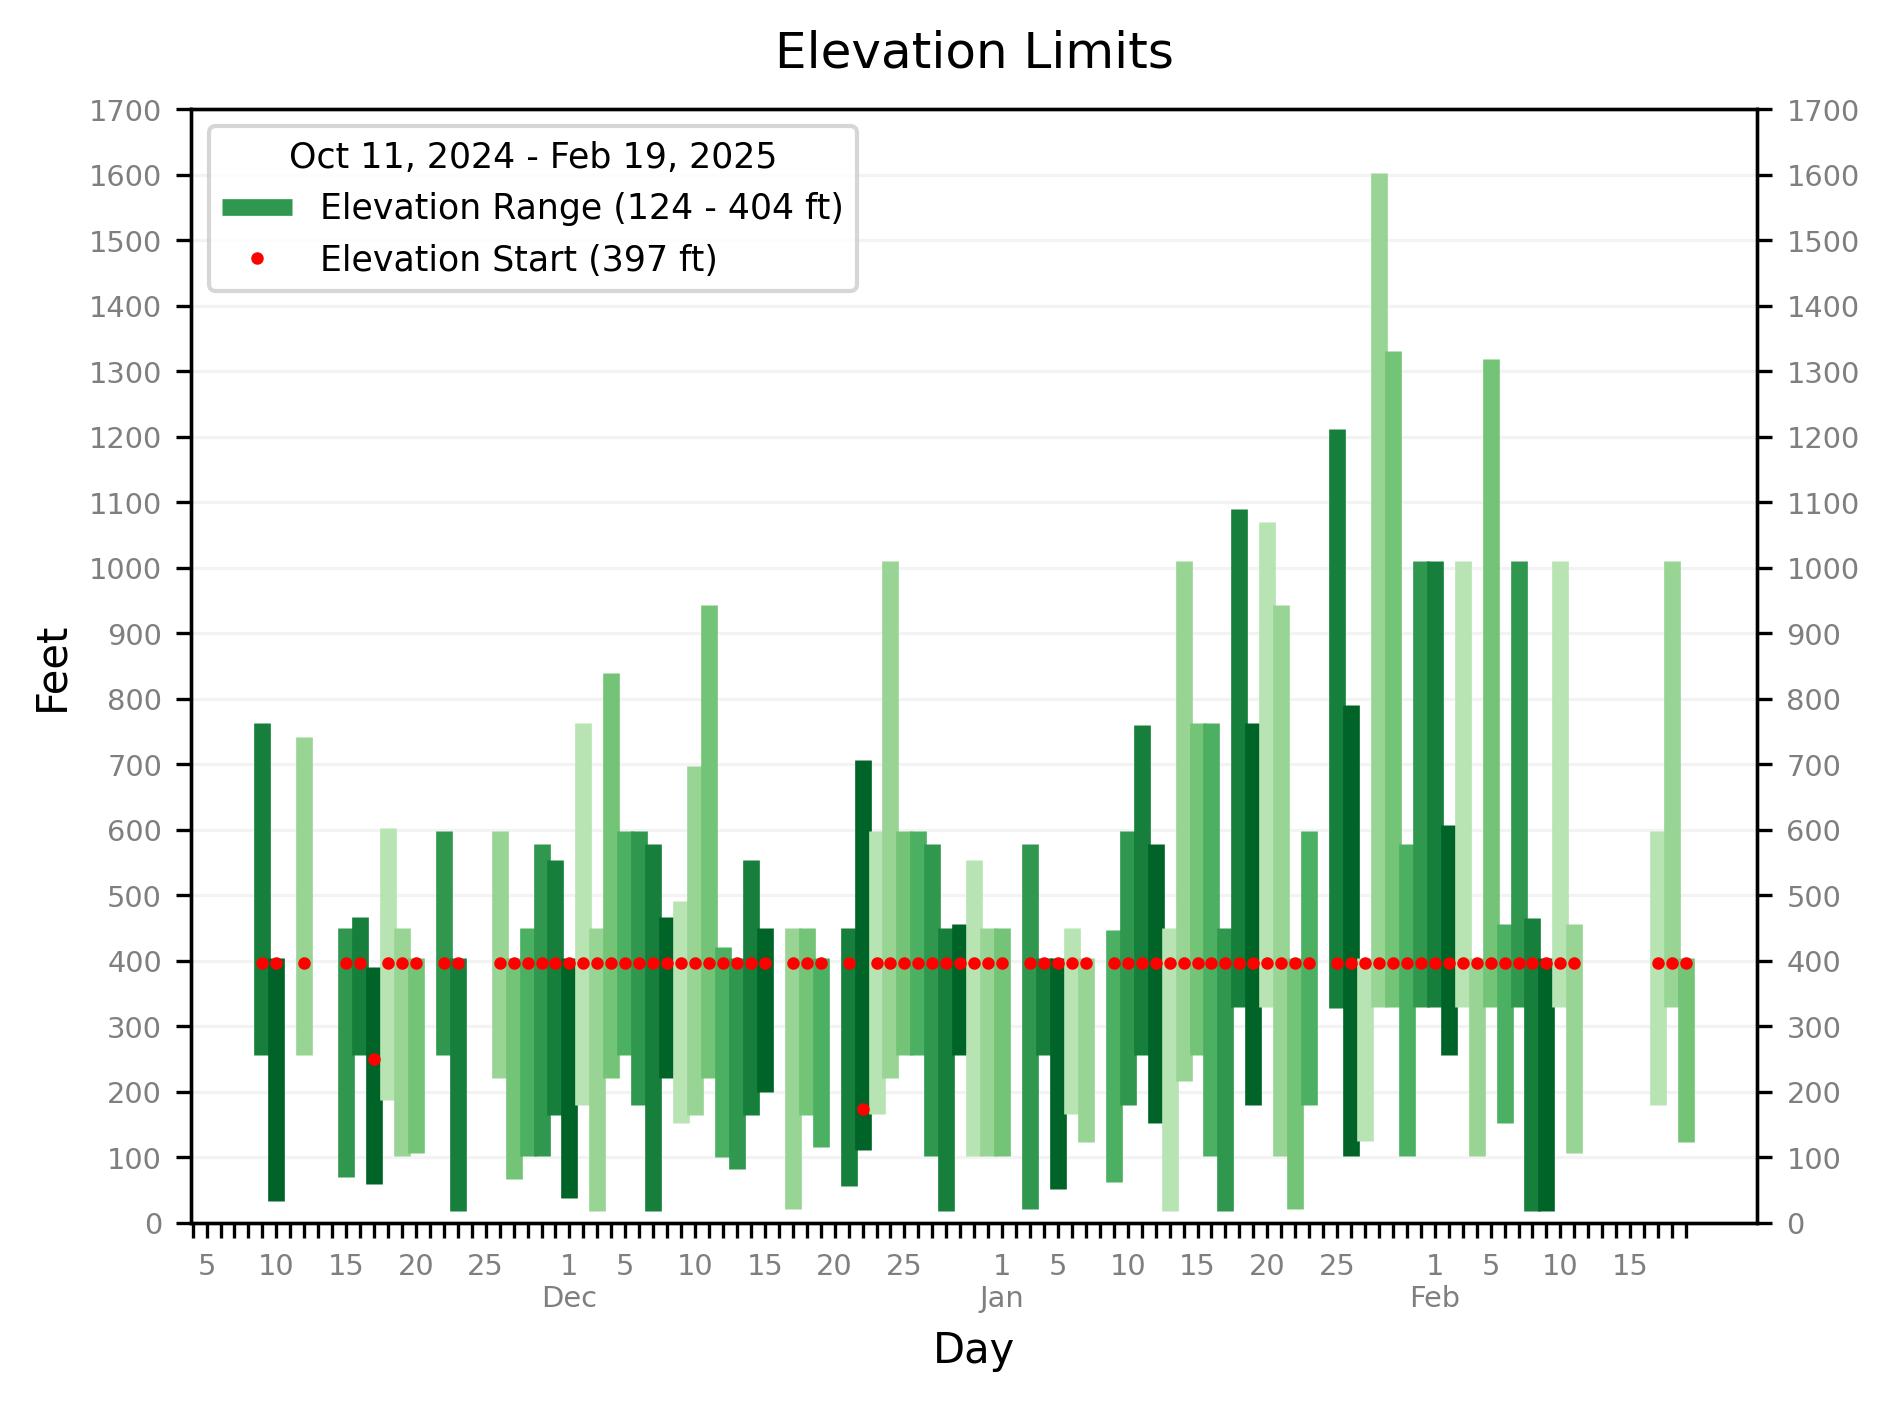 Elevation Limits
Oct 11, 2024 - Feb 19, 2025
Elevation Range (124 - 404 ft)
Elevation Start (397 ft)
1700 1700
1600 1600
1500 1500
1400 1400
1300 1300
1200 1200
1100 1100
1000 1000
900 900
800 800
700 700
600 600
500 500
400 400
300 300
200 200
100 100
0 0
Feet
5 10 15 20 25 1 5 10 15 20 25 1 5 10 15 20 25 1 5 10 15
Dec Jan Feb
Day